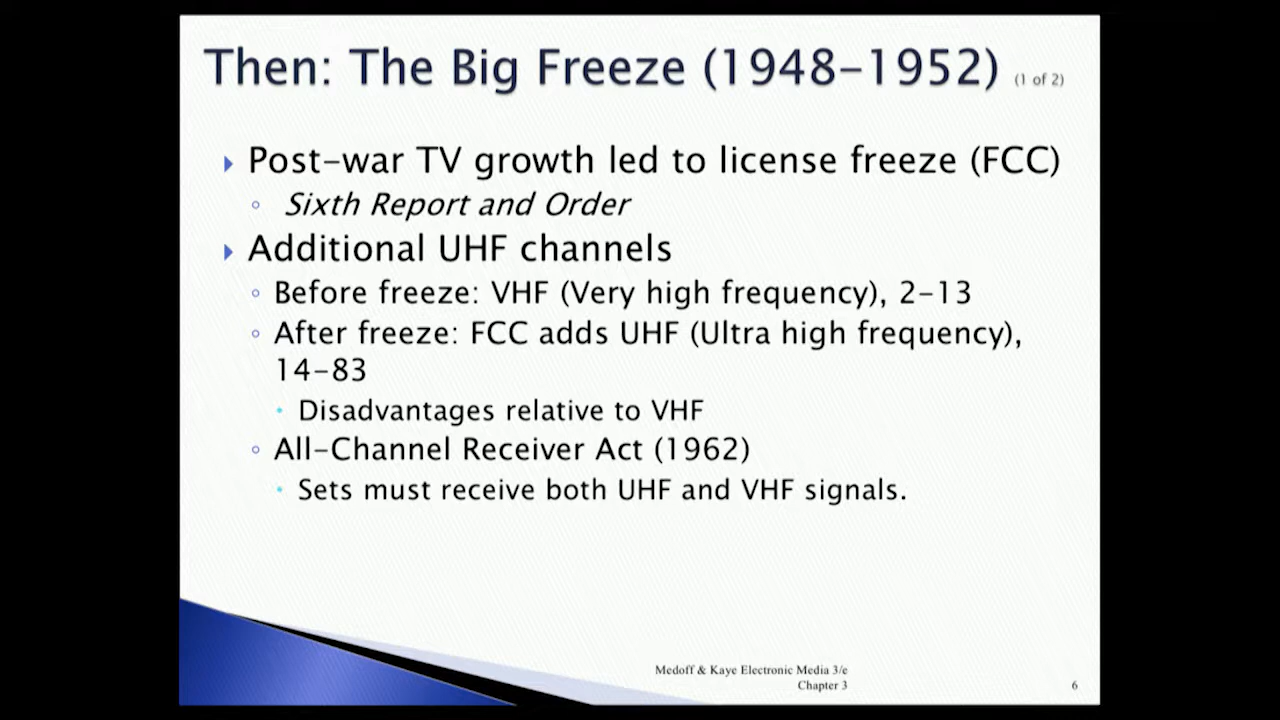 Then: The Big Freeze (1948–1952) (1 of 2)
Post-war TV growth led to license freeze (FCC)
Sixth Report and Order
Additional UHF channels
Before freeze: VHF (Very high frequency), 2–13
After freeze: FCC adds UHF (Ultra high frequency),
14–83
Disadvantages relative to VHF
All-Channel Receiver Act (1962)
Sets must receive both UHF and VHF signals.
Medoff & Kaye Electronic Media 3/e
Chapter 3
6